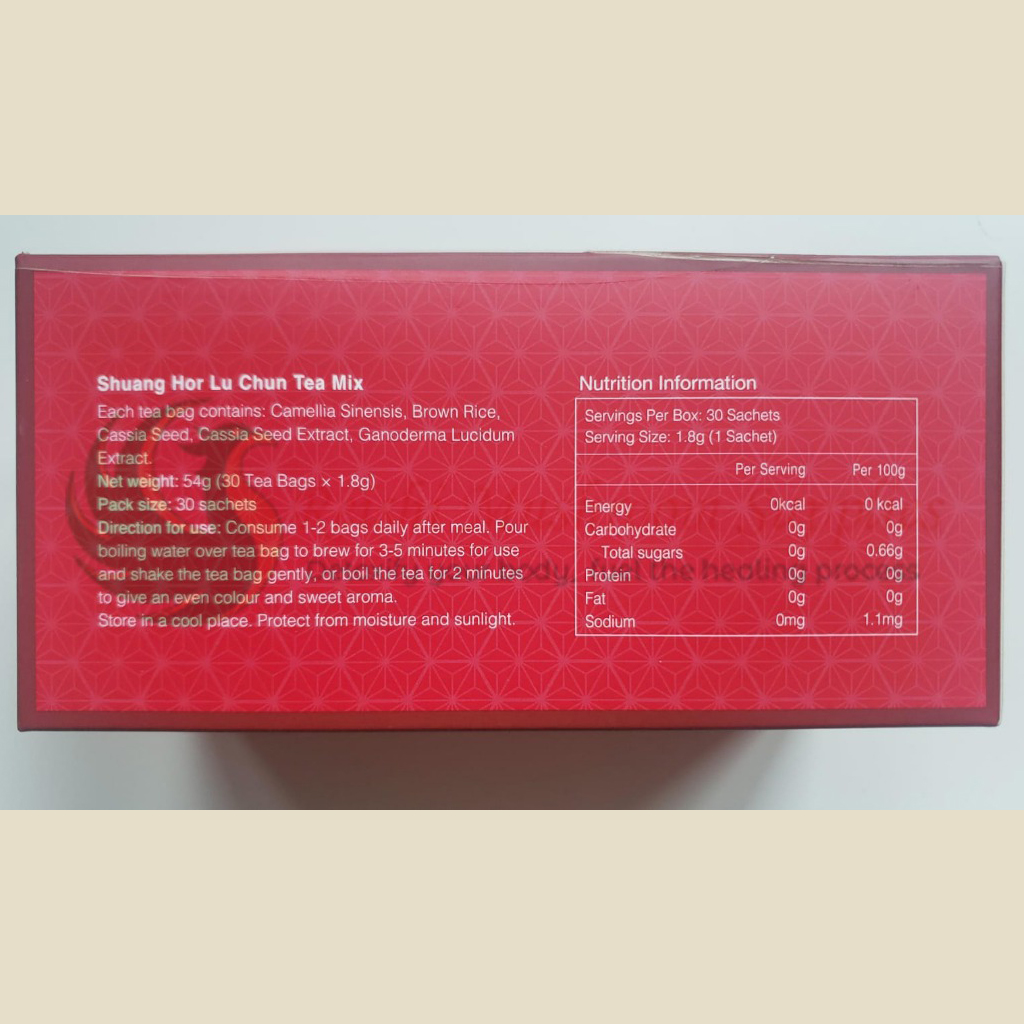 Shuang Hor Lu Chun Tea Mix
Each tea bag contains: Camellia Sinensis, Brown Rice,
Cassia Seed, Cassia Seed Extract, Ganoderma Lucidum
Extract.
Net weight: 54g (30 Tea Bags × 1.8g)
Pack size: 30 sachets
Direction for use: Consume 1-2 bags daily after meal. Pour
boiling water over tea bag to brew for 3-5 minutes for use
and shake the tea bag gently, or boil the tea for 2 minutes
to give an even colour and sweet aroma.
Store in a cool place. Protect from moisture and sunlight.
Nutrition Information
Servings Per Box: 30 Sachets
Serving Size: 1.8g (1 Sachet)
Per Serving Per 100g
Energy 0kcal 0 kcal
Carbohydrate 0g 0g
Total sugars 0g 0.66g
Protein 0g 0g
Fat 0g 0g
Sodium 0mg 1.1mg
body, the healing process